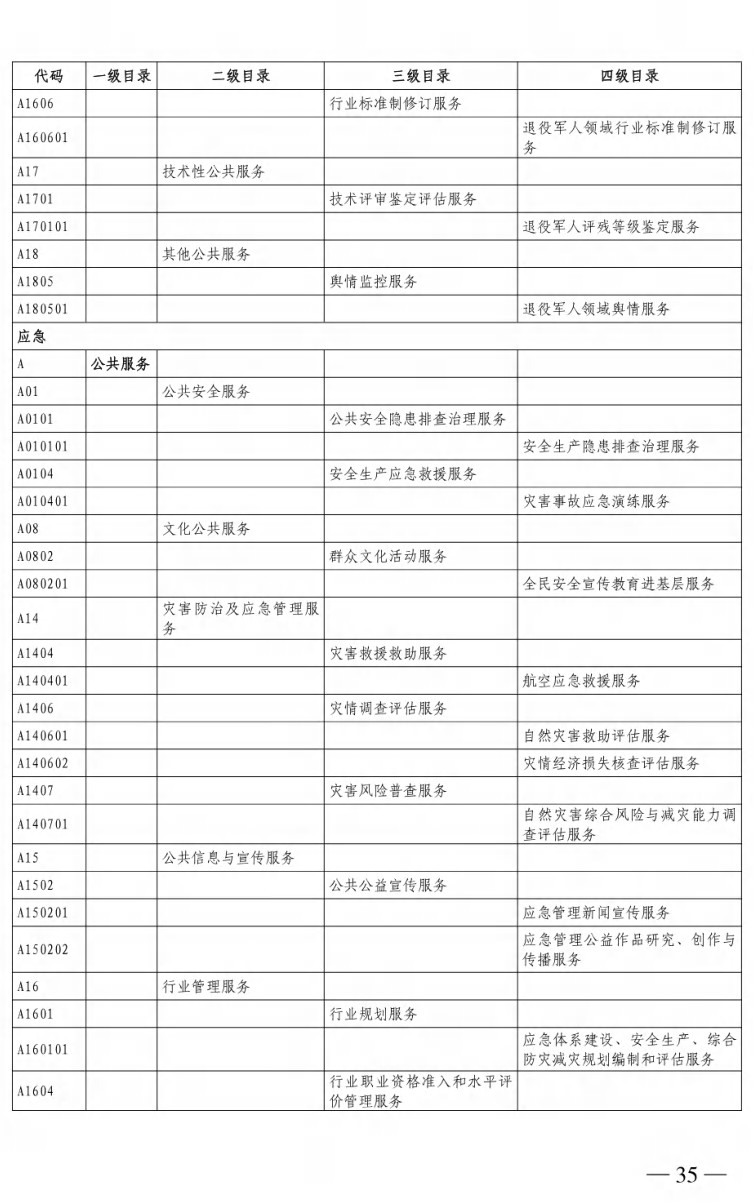 代码 一级目录 二级目录 三级目录 四级目录
A1606 行业标准制修订服务
A160601 退役军人领域行业标准制修订服
务
A17 技术性公共服务
A1701 技术评审鉴定评估服务
A170101 退役军人评残等级鉴定服务
A18 其他公共服务
A1805 舆情监控服务
A180501 退役军人领域舆情服务
应急
A 公共服务
A01 公共安全服务
A0101 公共安全隐患排查治理服务
A010101 安全生产隐患排查治理服务
A0104 安全生产应急救援服务
A010401 灾害事故应急演练服务
A08 文化公共服务
A0802 群众文化活动服务
A080201 全民安全宣传教育进基层服务
A14 灾害防治及应急管理服
务
A1404 灾害救援救助服务
A140401 航空应急救援服务
A1406 灾情调查评估服务
A140601 自然灾害救助评估服务
A140602 灾情经济损失核查评估服务
A1407 灾害风险普查服务
A140701 自然灾害综合风险与减灾能力调
查评估服务
A15 公共信息与宣传服务
A1502 公共公益宣传服务
A150201 应急管理新闻宣传服务
A150202 应急管理公益作品研究、创作与
传播服务
A16 行业管理服务
A1601 行业规划服务
A160101 应急体系建设、安全生产、综合
防灾减灾规划编制和评估服务
A1604 行业职业资格准入和水平评
价管理服务
— 35 —